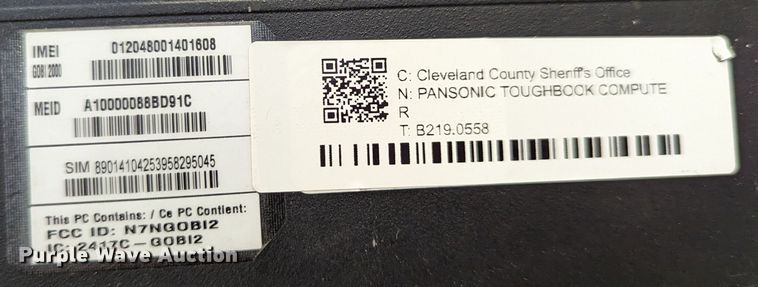 IMEI 012048001401608
GOBI 2000
MEID A10000088BD91C
SIM 89014104253958295045
This PC Contains: / Ce PC Contient:
FCC ID: N7NGOBI2
IC: 2417C-GOBI2
C: Cleveland County Sheriff's Office
N: PANSONIC TOUGHBOOK COMPUTE
R
T: B219.0558
Purple Wave Auction